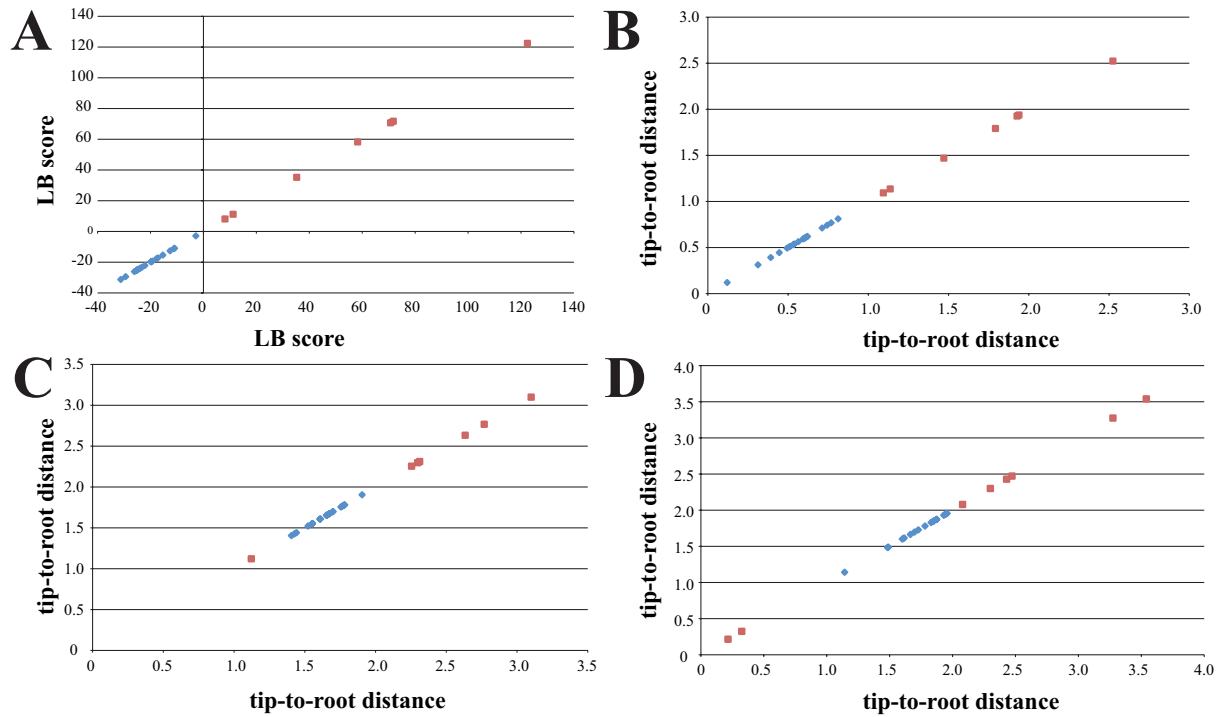 A
LB score
140
120
100
80
60
40
20
0
-20
-40
-40 -20 0 20 40 60 80 100 120 140
LB score
B
tip-to-root distance
3.0
2.5
2.0
1.5
1.0
0.5
0
0 0.5 1.0 1.5 2.0 2.5 3.0
tip-to-root distance
C
tip-to-root distance
3.5
3.0
2.5
2.0
1.5
1.0
0.5
0
0 0.5 1.0 1.5 2.0 2.5 3.0 3.5
tip-to-root distance
D
tip-to-root distance
4.0
3.5
3.0
2.5
2.0
1.5
1.0
0.5
0
0 0.5 1.0 1.5 2.0 2.5 3.0 3.5 4.0
tip-to-root distance